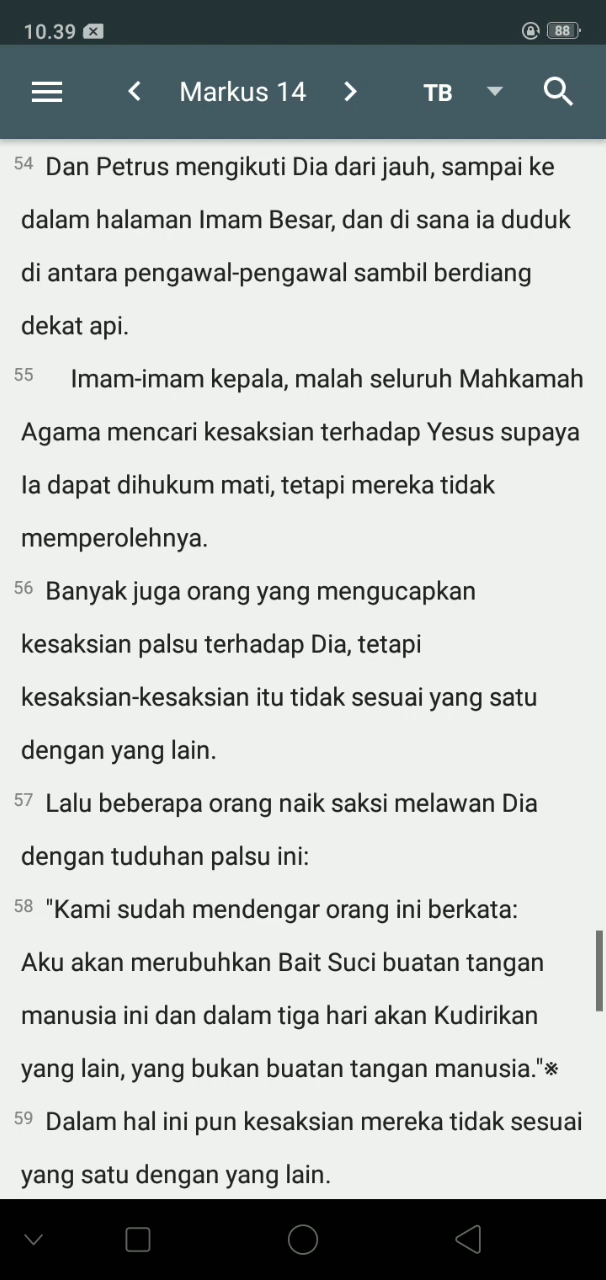 10.39
88
Markus 14
TB
54 Dan Petrus mengikuti Dia dari jauh, sampai ke
dalam halaman Imam Besar, dan di sana ia duduk
di antara pengawal-pengawal sambil berdiang
dekat api.
55 Imam-imam kepala, malah seluruh Mahkamah
Agama mencari kesaksian terhadap Yesus supaya
Ia dapat dihukum mati, tetapi mereka tidak
memperolehnya.
56 Banyak juga orang yang mengucapkan
kesaksian palsu terhadap Dia, tetapi
kesaksian-kesaksian itu tidak sesuai yang satu
dengan yang lain.
57 Lalu beberapa orang naik saksi melawan Dia
dengan tuduhan palsu ini:
58 "Kami sudah mendengar orang ini berkata:
Aku akan merubuhkan Bait Suci buatan tangan
manusia ini dan dalam tiga hari akan Kudirikan
yang lain, yang bukan buatan tangan manusia."※
59 Dalam hal ini pun kesaksian mereka tidak sesuai
yang satu dengan yang lain.